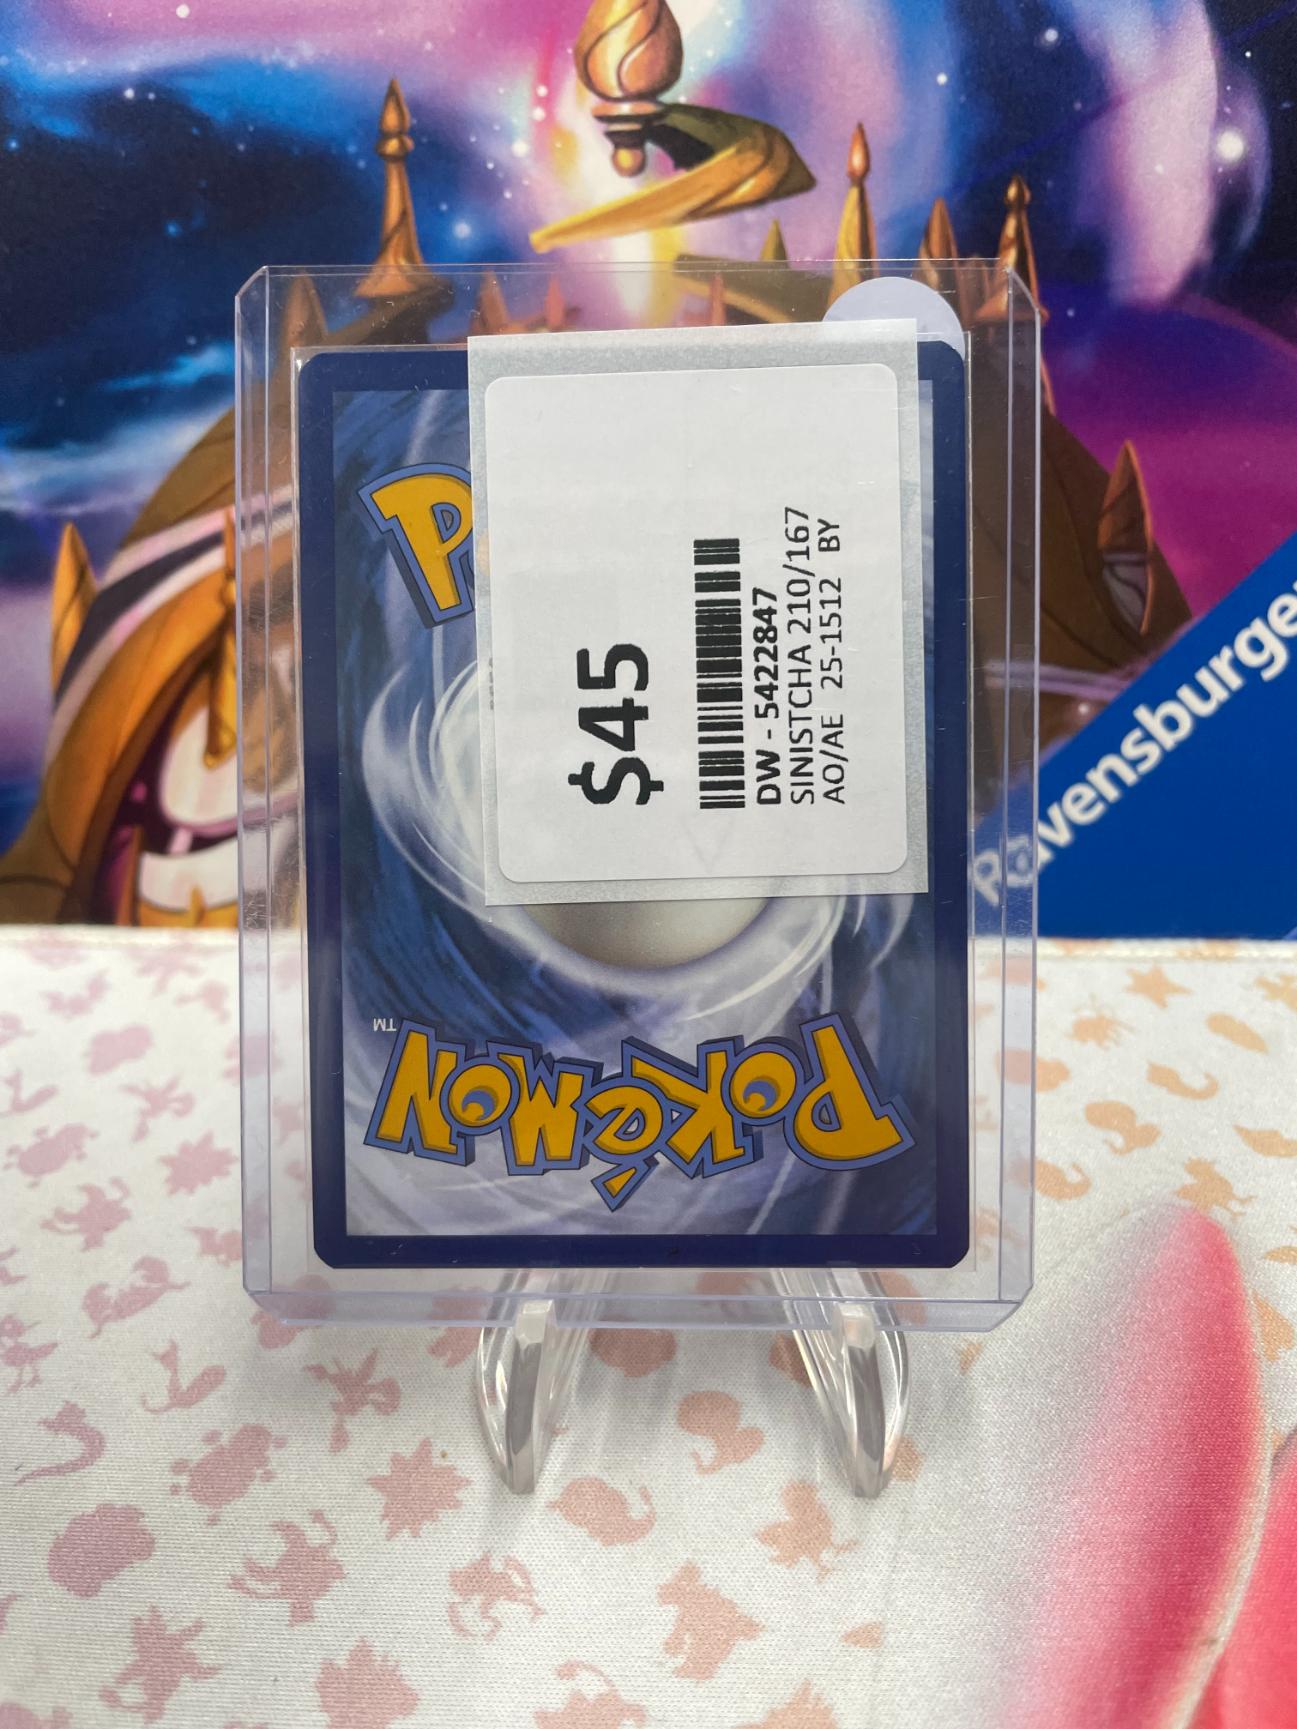 $45
DW - 5422847
SINISTCHA 210/167
AO/AE 25-1512 BY
P
POKéMON
TM
Ravensburger